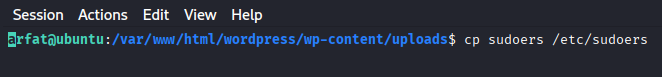 Session Actions Edit View Help
arfat@ubuntu:/var/www/html/wordpress/wp-content/uploads$ cp sudoers /etc/sudoers